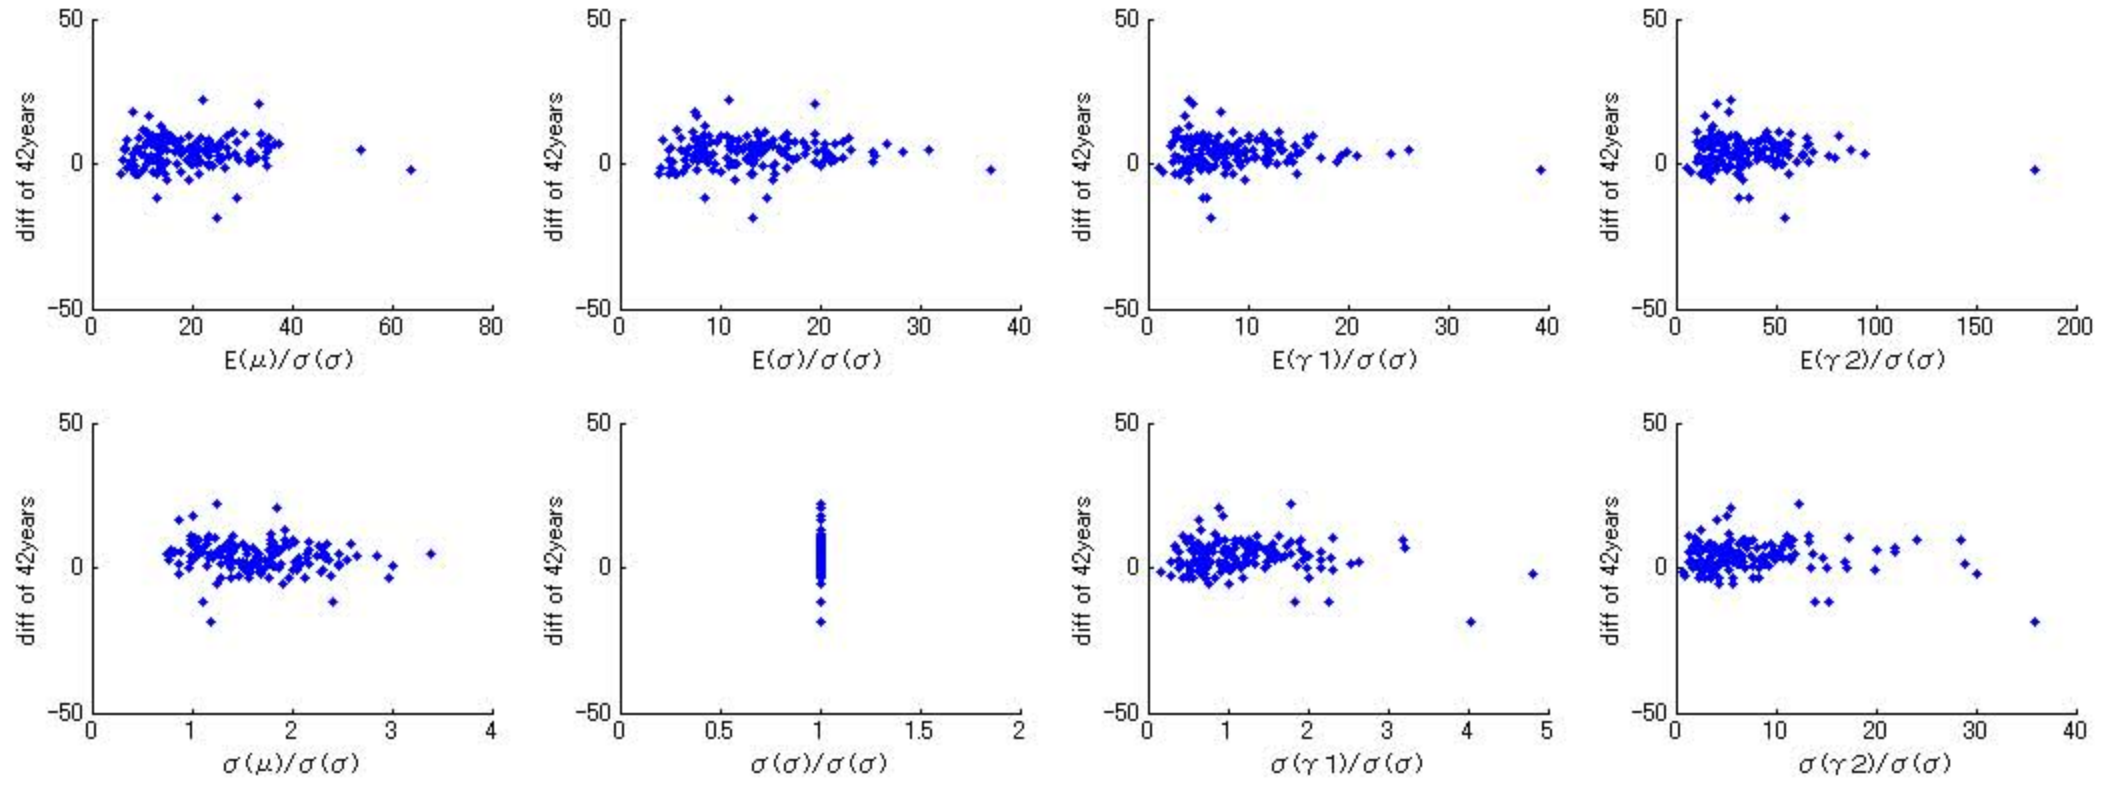 50 50 50 50
diff of 42years diff of 42years diff of 42years diff of 42years
0 0 0 0
-50 -50 -50 -50
0 20 40 60 80 0 10 20 30 40 0 10 20 30 40 0 50 100 150 200
E(μ)/σ(σ) E(σ)/σ(σ) E(γ1)/σ(σ) E(γ2)/σ(σ)
50 50 50 50
diff of 42years diff of 42years diff of 42years diff of 42years
0 0 0 0
-50 -50 -50 -50
0 1 2 3 4 0 0.5 1 1.5 2 0 1 2 3 4 5 0 10 20 30 40
σ(μ)/σ(σ) σ(σ)/σ(σ) σ(γ1)/σ(σ) σ(γ2)/σ(σ)